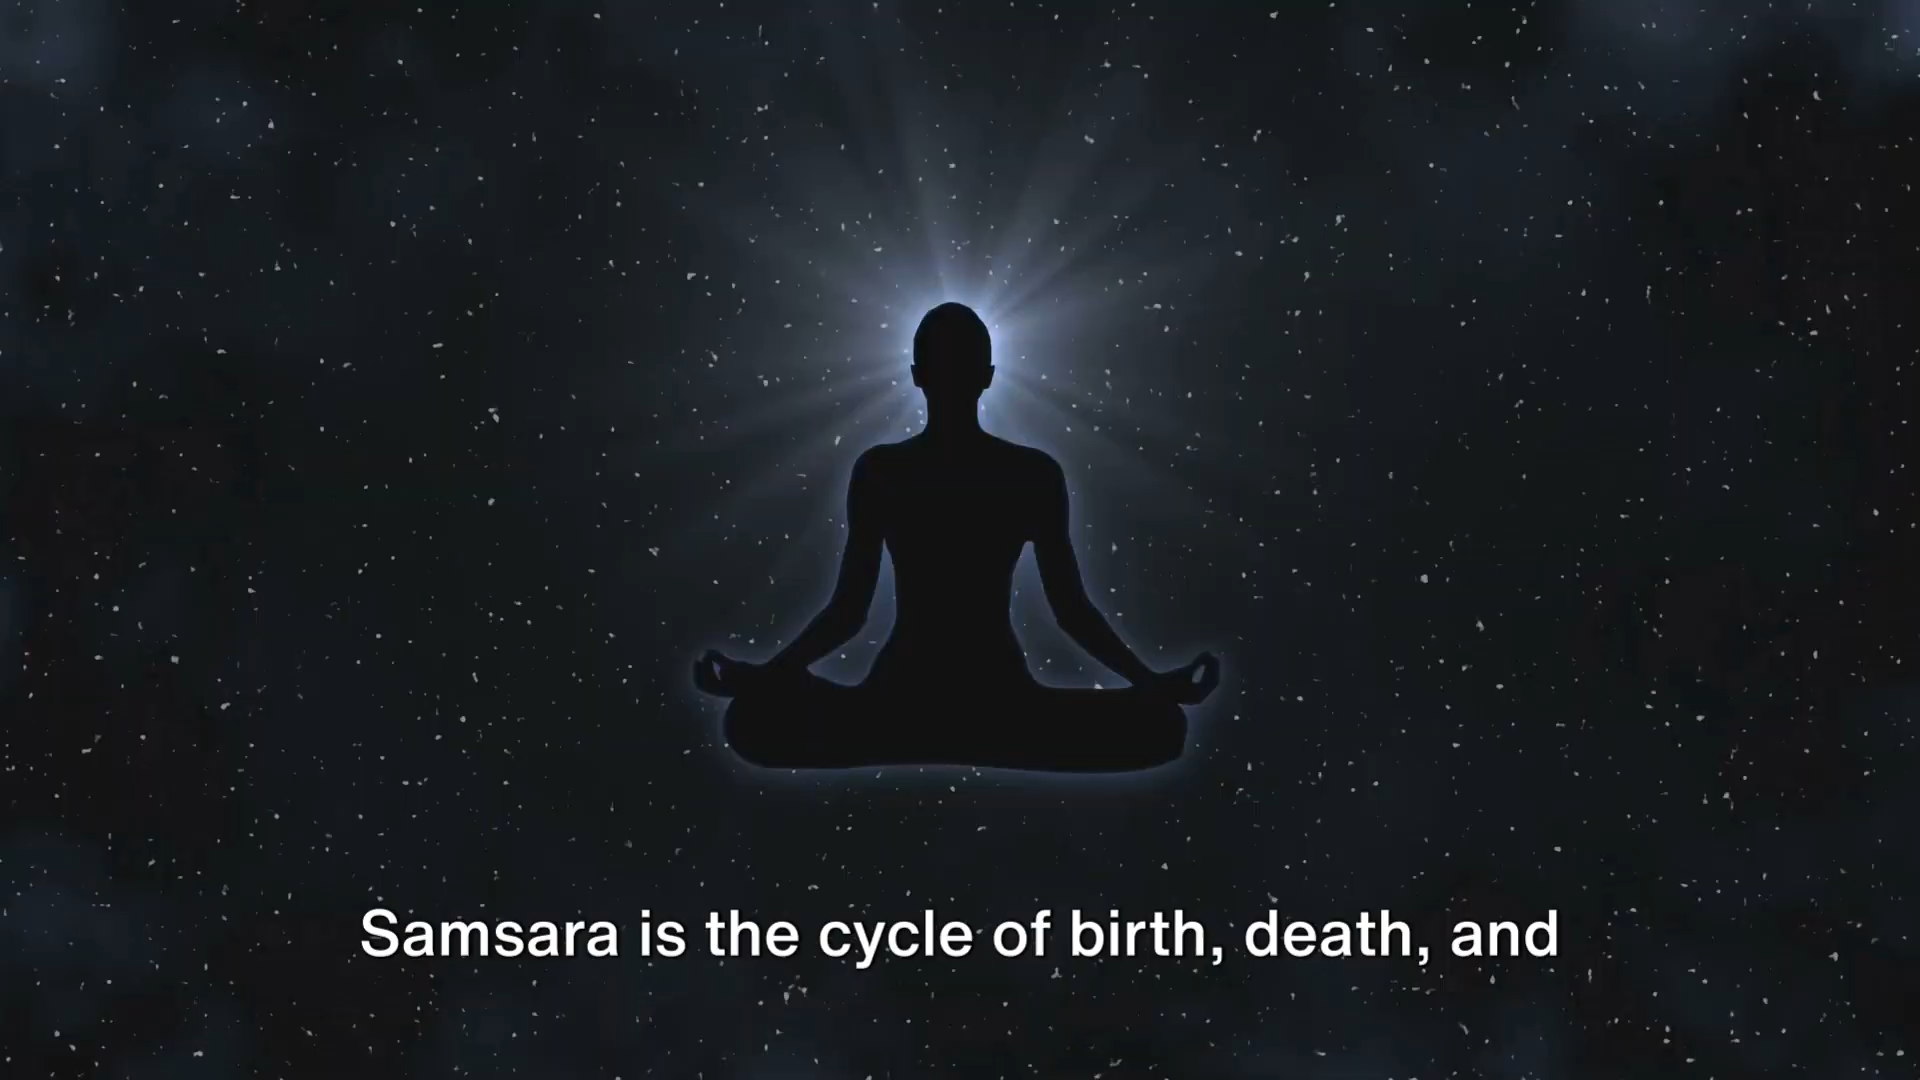 Samsara is the cycle of birth, death, and